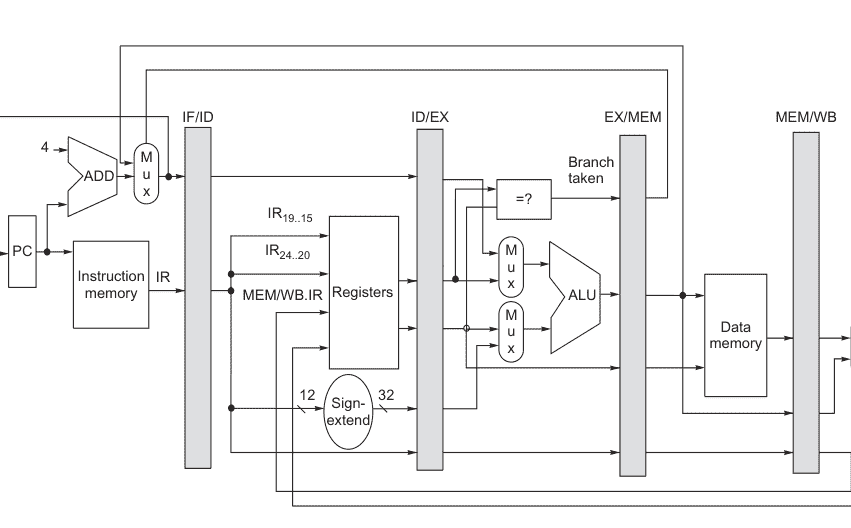 IF/ID
ID/EX
EX/MEM
MEM/WB
4
ADD
M
u
x
Branch
taken
=?
PC
Instruction
memory
IR
IR19..15
IR24..20
MEM/WB.IR
Registers
M
u
x
ALU
M
u
x
Data
memory
12
Sign-
extend
32